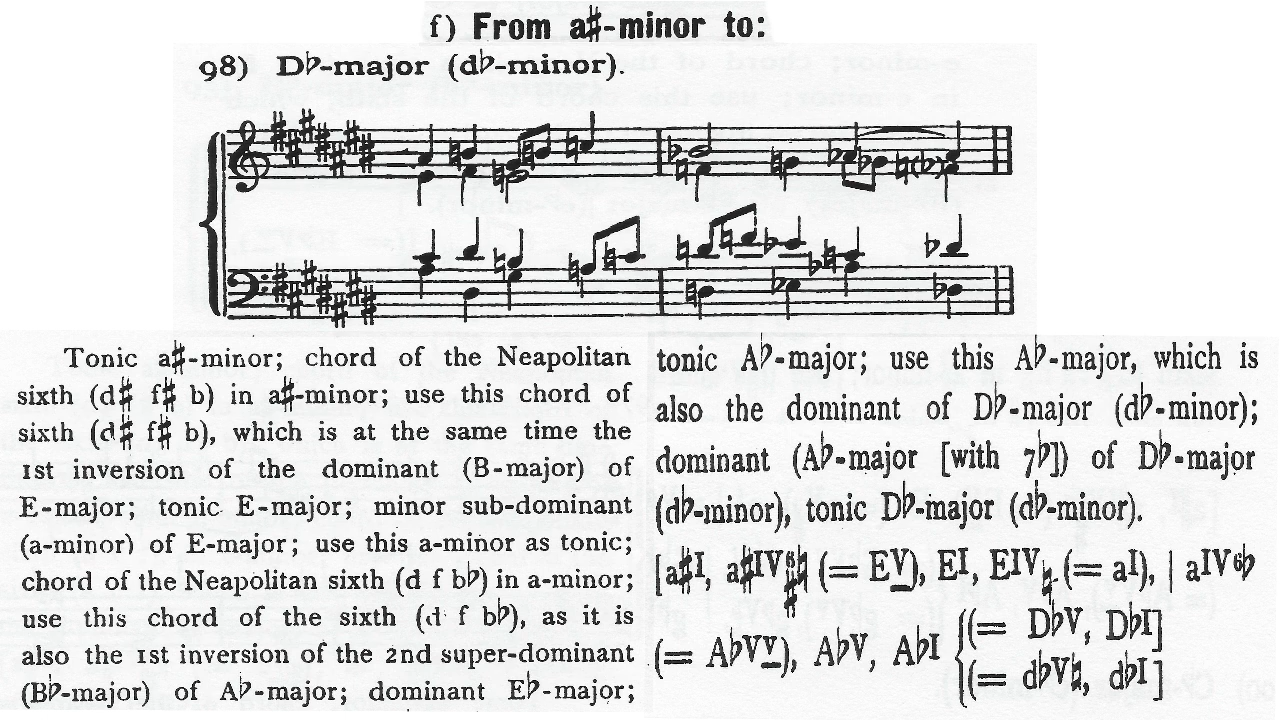 f) From a♯-minor to:
98) D♭-major (d♭-minor).
Tonic a♯-minor; chord of the Neapolitan
sixth (d♯ f♯ b) in a♯-minor; use this chord of
sixth (d♯ f♯ b), which is at the same time the
1st inversion of the dominant (B-major) of
E-major; tonic E-major; minor sub-dominant
(a-minor) of E-major; use this a-minor as tonic;
chord of the Neapolitan sixth (d f b♭) in a-minor;
use this chord of the sixth (d f b♭), as it is
also the 1st inversion of the 2nd super-dominant
(B♭-major) of A♭-major; dominant E♭-major;
tonic A♭-major; use this A♭-major, which is
also the dominant of D♭-major (d♭-minor);
dominant (A♭-major [with 7♭]) of D♭-major
(d♭-minor), tonic D♭-major (d♭-minor).
[a♯I, a♯IV6♮♯ (= EV), EI, EIV♮ (= aI), | aIV6♭
(= A♭VV), A♭V, A♭I {(= D♭V, D♭I]
{(= d♭V♮, d♭I]